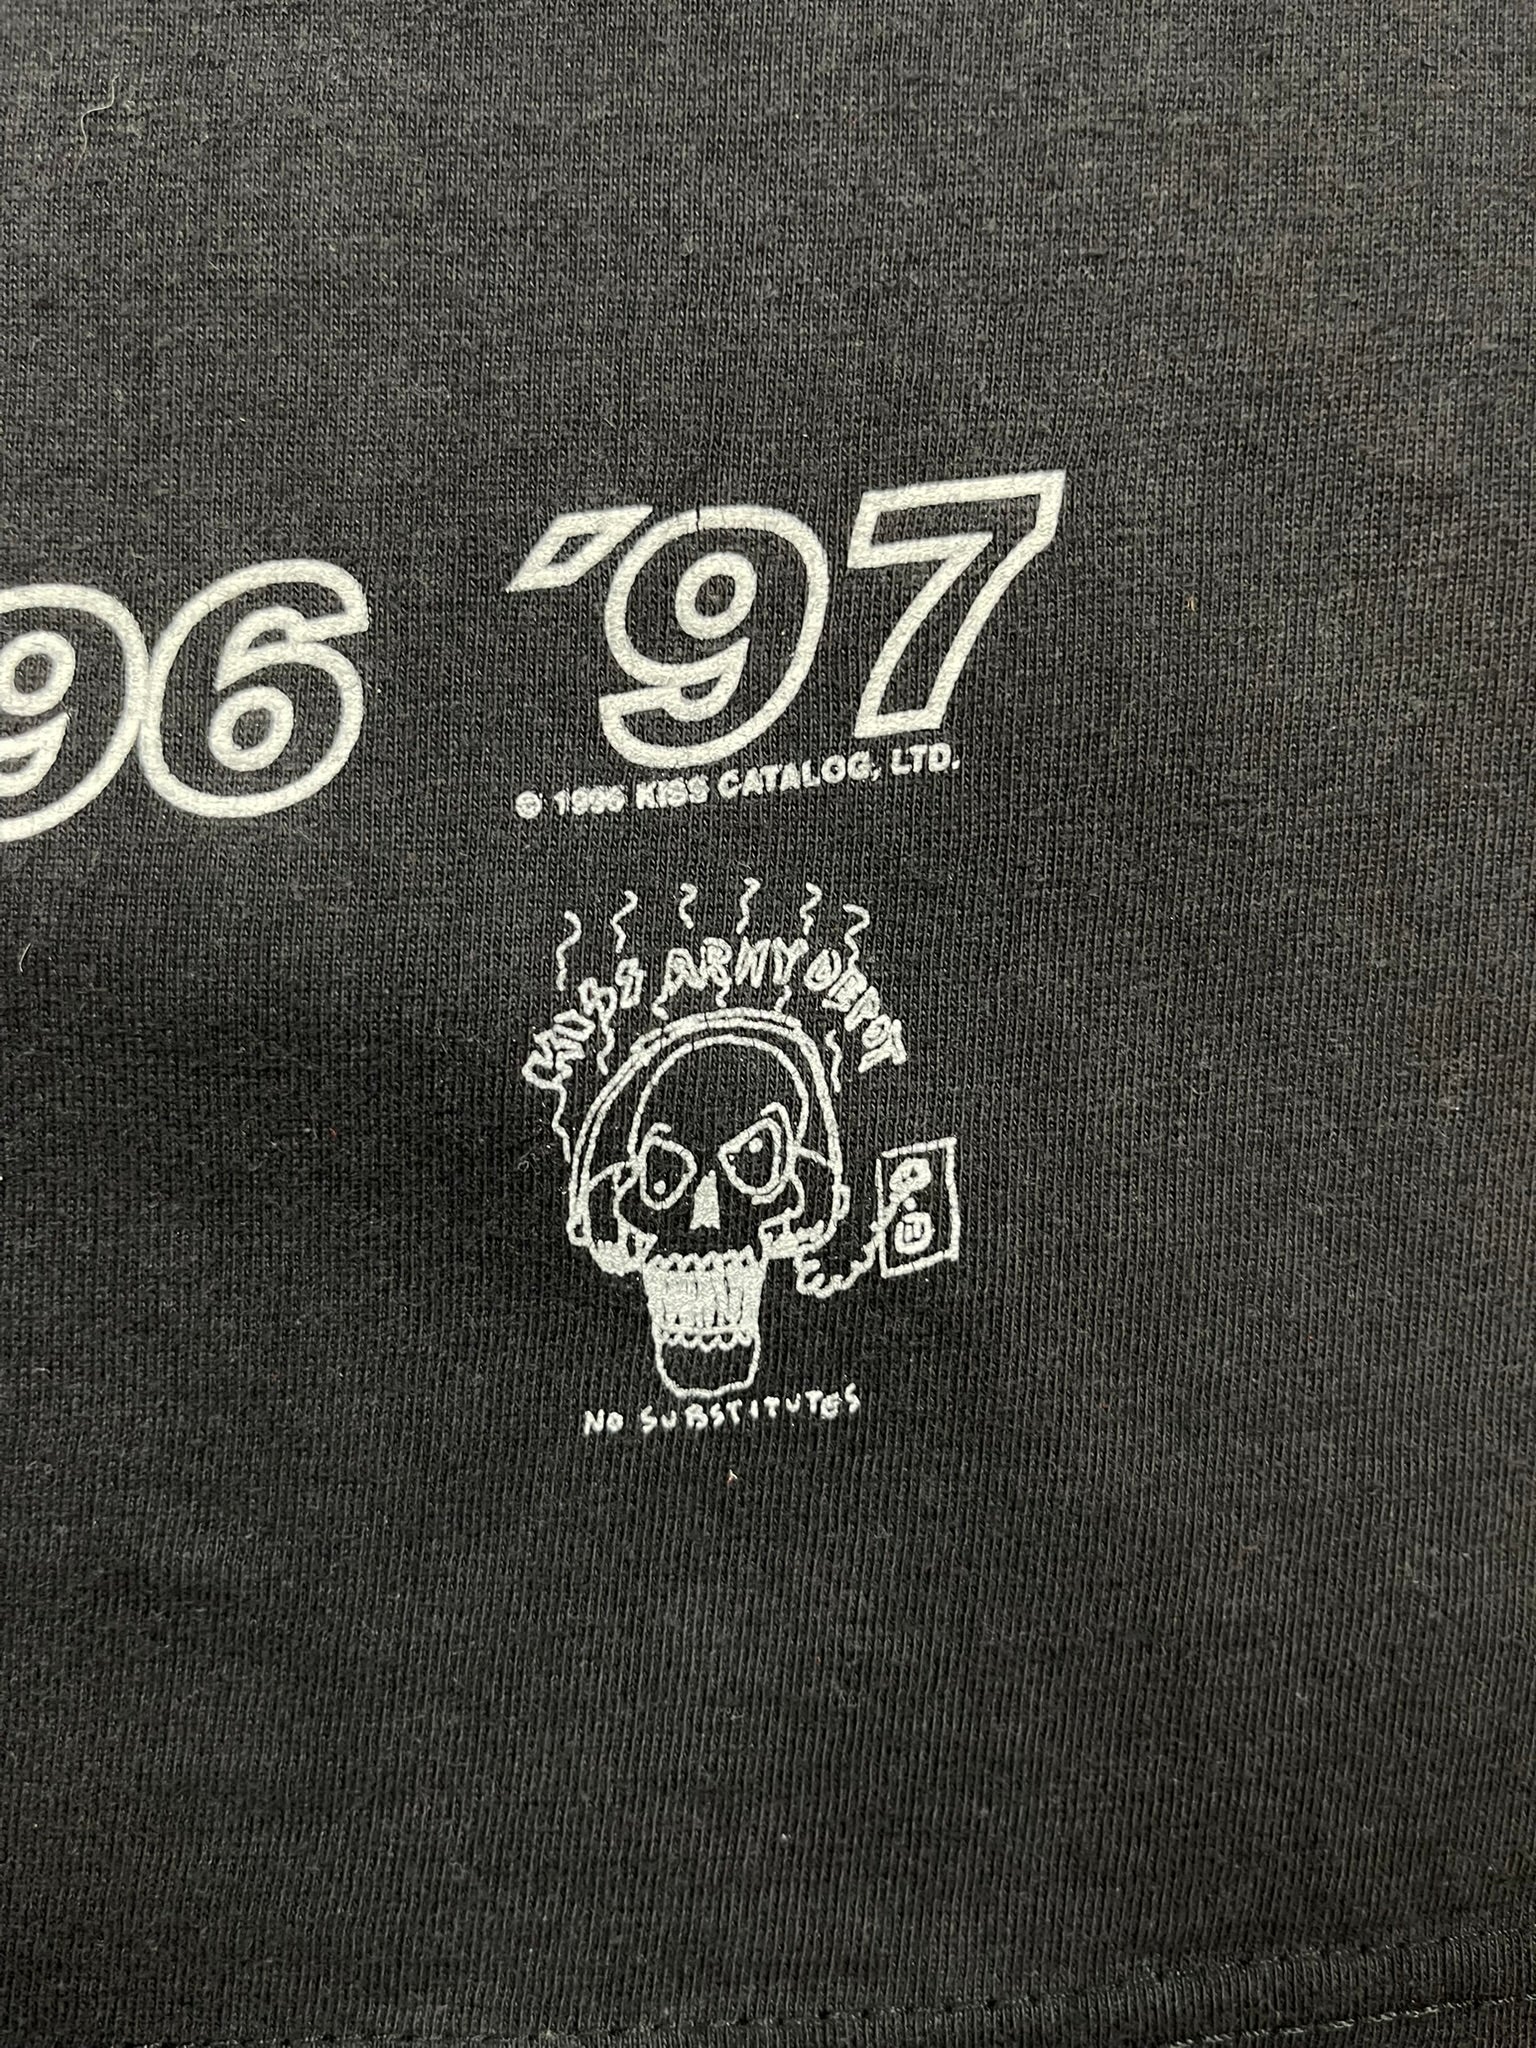 96 '97
© 1996 KISS CATALOG, LTD.
KISS ARMY DEPOT
NO SUBSTITUTES